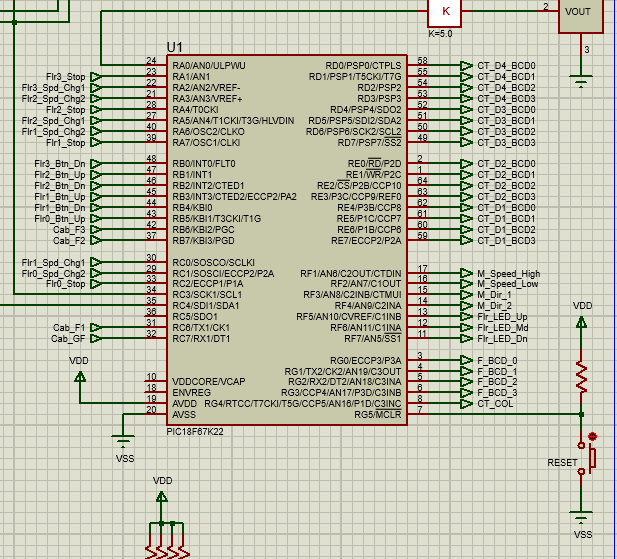 K
K=5.0
2
VOUT
3
U1
24 RA0/AN0/ULPWU RD0/PSP0/CTPLS 58 CT_D4_BCD0
Flr3_Stop 23 RA1/AN1 RD1/PSP1/T5CKI/T7G 55 CT_D4_BCD1
Flr3_Spd_Chg1 22 RA2/AN2/VREF- RD2/PSP2 54 CT_D4_BCD2
Flr2_Spd_Chg2 21 RA3/AN3/VREF+ RD3/PSP3 53 CT_D4_BCD3
Flr2_Stop 28 RA4/T0CKI RD4/PSP4/SDO2 52 CT_D3_BCD0
Flr2_Spd_Chg1 27 RA5/AN4/T1CKI/T3G/HLVDIN RD5/PSP5/SDI2/SDA2 51 CT_D3_BCD1
Flr1_Spd_Chg2 40 RA6/OSC2/CLKO RD6/PSP6/SCK2/SCL2 50 CT_D3_BCD2
Flr1_Stop 39 RA7/OSC1/CLKI RD7/PSP7/SS2 49 CT_D3_BCD3
Flr3_Btn_Dn 48 RB0/INT0/FLT0 RE0/RD/P2D 2 CT_D2_BCD0
Flr2_Btn_Up 47 RB1/INT1 RE1/WR/P2C 1 CT_D2_BCD1
Flr2_Btn_Dn 46 RB2/INT2/CTED1 RE2/CS/P2B/CCP10 64 CT_D2_BCD2
Flr1_Btn_Up 45 RB3/INT3/CTED2/ECCP2/PA2 RE3/P3C/CCP9/REF0 63 CT_D2_BCD3
Flr1_Btn_Dn 44 RB4/KBI0 RE4/P3B/CCP8 62 CT_D1_BCD0
Flr0_Btn_Up 43 RB5/KBI1/T3CKI/T1G RE5/P1C/CCP7 61 CT_D1_BCD1
Cab_F3 42 RB6/KBI2/PGC RE6/P1B/CCP6 60 CT_D1_BCD2
Cab_F2 37 RB7/KBI3/PGD RE7/ECCP2/P2A 59 CT_D1_BCD3
Flr1_Spd_Chg1 30 RC0/SOSCO/SCLKI
Flr0_Spd_Chg2 29 RC1/SOSCI/ECCP2/P2A RF1/AN6/C2OUT/CTDIN 17 M_Speed_High
Flr0_Stop 33 RC2/ECCP1/P1A RF2/AN7/C1OUT 16 M_Speed_Low
34 RC3/SCK1/SCL1 RF3/AN8/C2INB/CTMUI 15 M_Dir_1
35 RC4/SDI1/SDA1 RF4/AN9/C2INA 14 M_Dir_2
36 RC5/SDO1 RF5/AN10/CVREF/C1INB 13 Flr_LED_Up
Cab_F1 31 RC6/TX1/CK1 RF6/AN11/C1INA 12 Flr_LED_Md
Cab_GF 32 RC7/RX1/DT1 RF7/AN5/SS1 11 Flr_LED_Dn
VDD
VDD
RG0/ECCP3/P3A 3 F_BCD_0
RG1/TX2/CK2/AN19/C3OUT 4 F_BCD_1
10 VDDCORE/VCAP RG2/RX2/DT2/AN18/C3INA 5 F_BCD_2
18 ENVREG RG3/CCP4/AN17/P3D/C3INB 6 F_BCD_3
19 AVDD RG4/RTCC/T7CKI/T5G/CCP5/AN16/P1D/C3INC 8 CT_COL
20 AVSS RG5/MCLR 7
PIC18F67K22
VSS
RESET
VDD
VSS